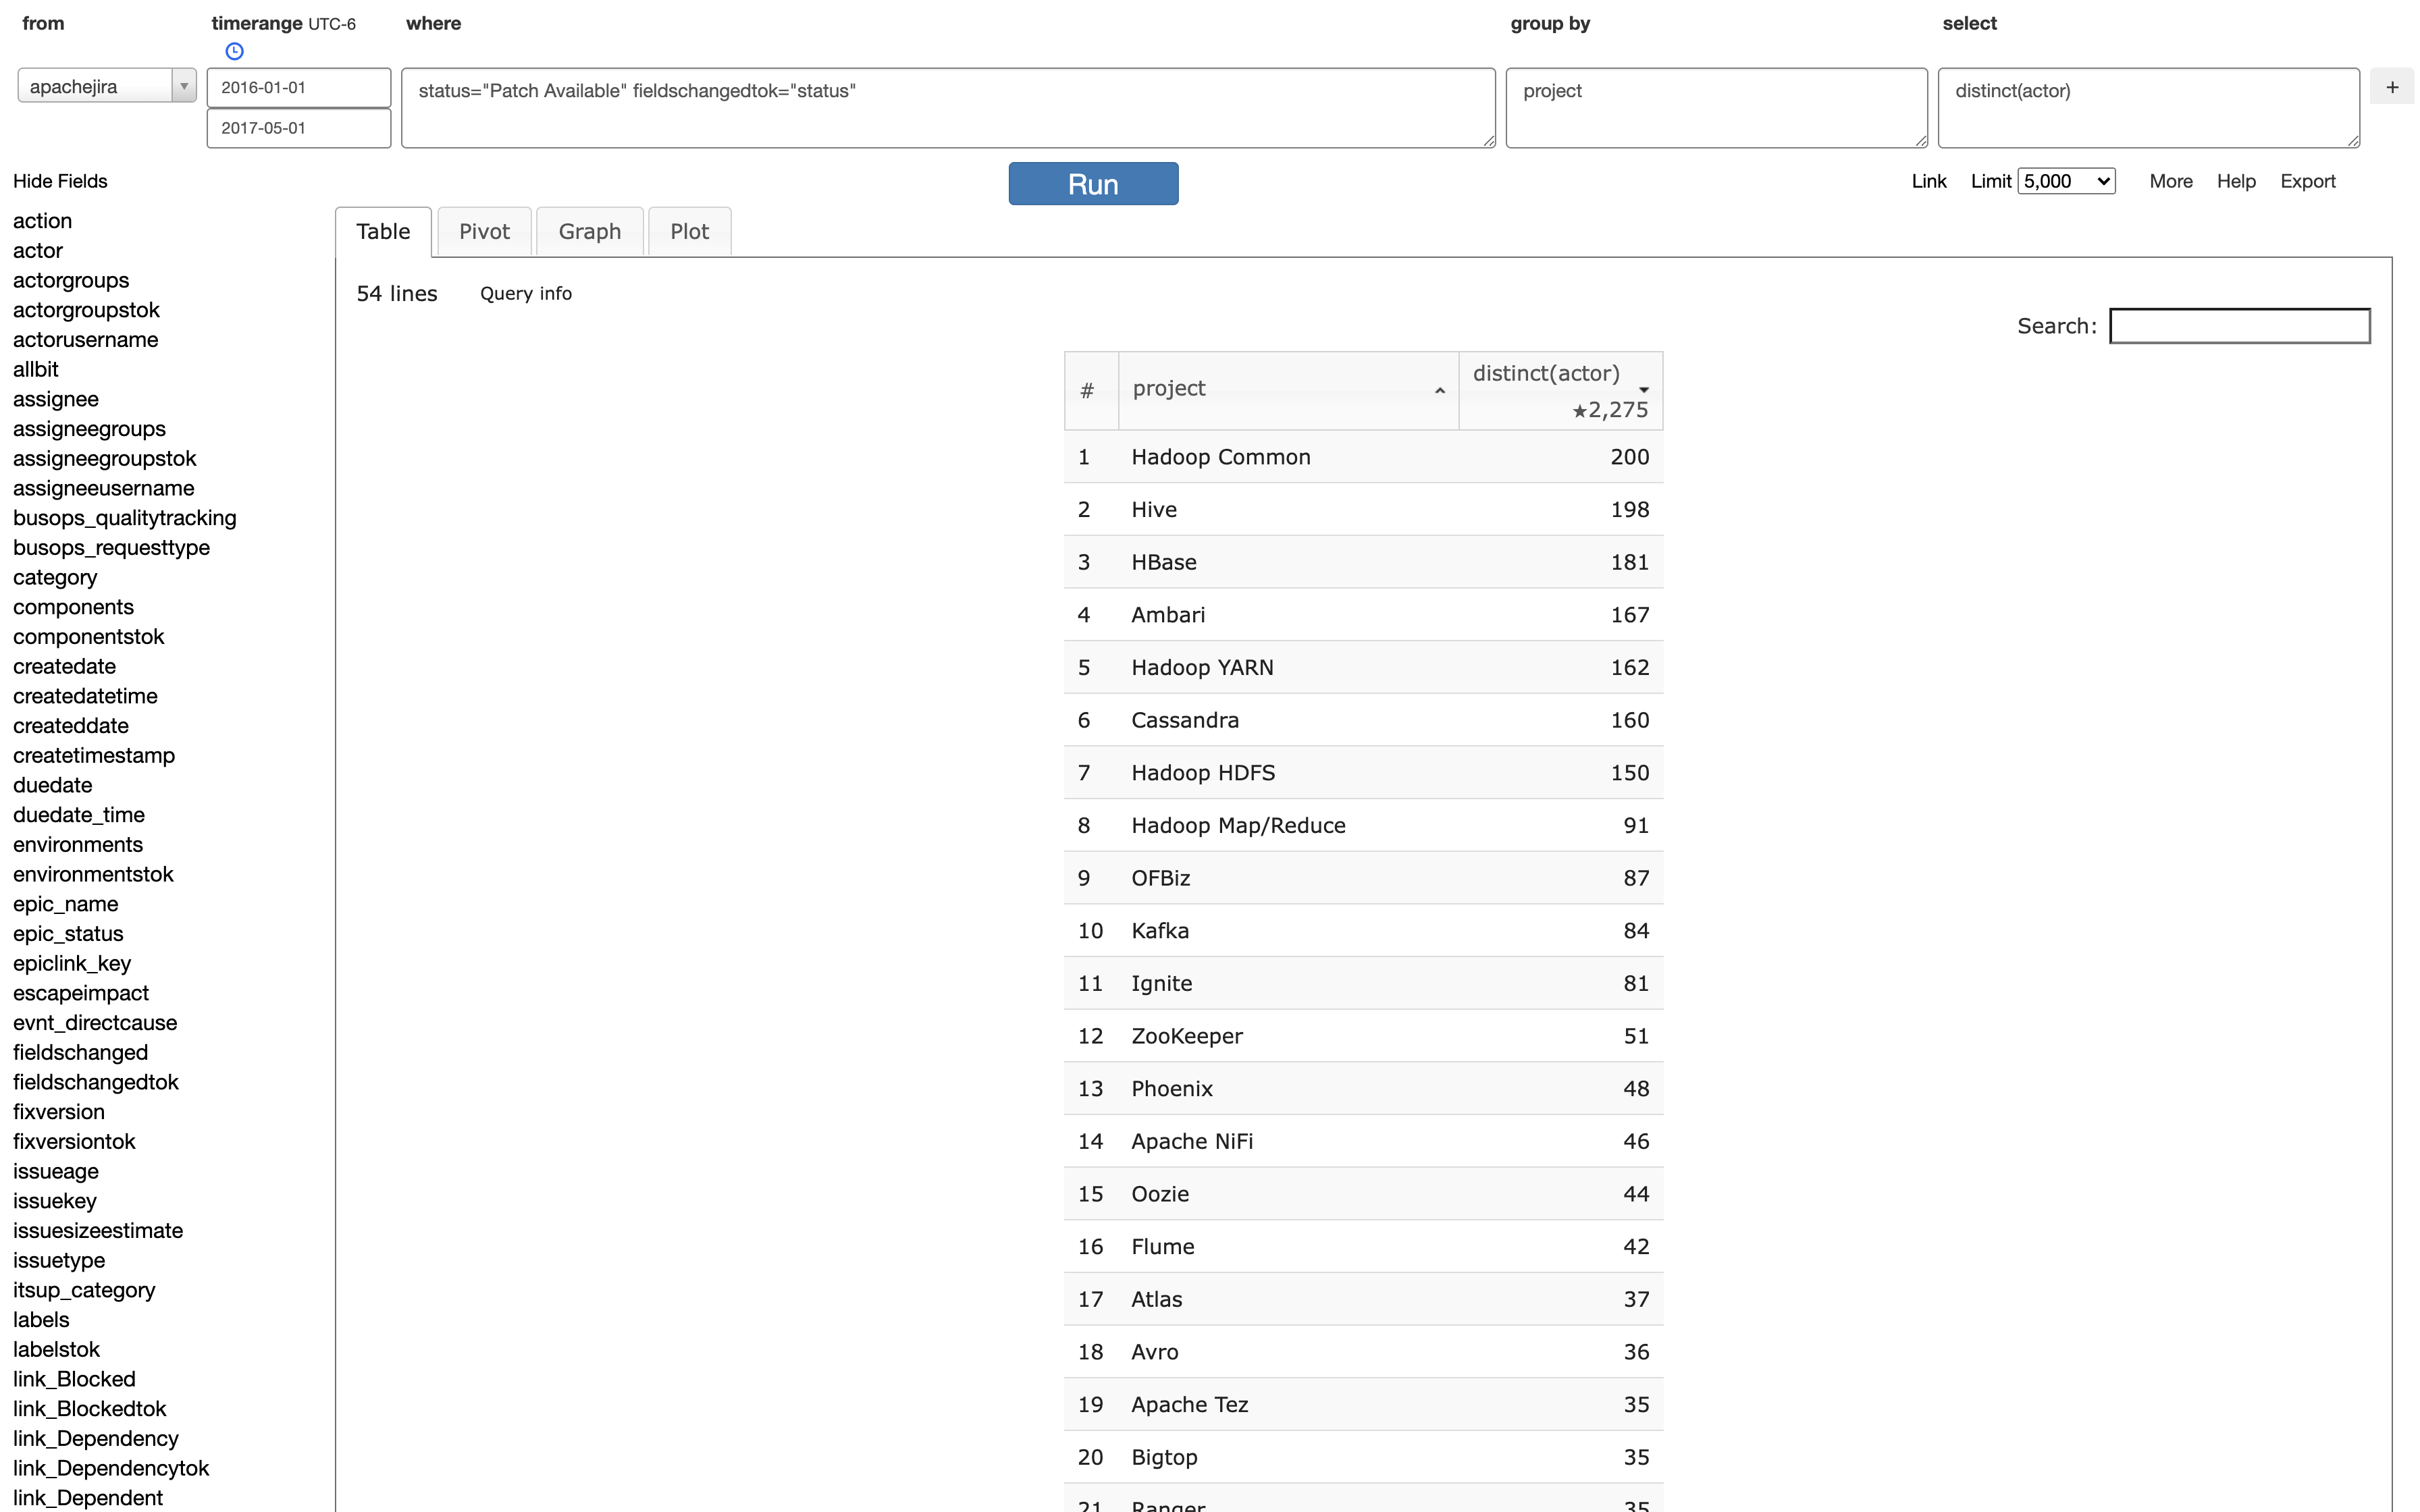 from
timerange UTC-6
where
group by
select
apachejira
2016-01-01
2017-05-01
status="Patch Available" fieldschangedtok="status"
project
distinct(actor)
+
Hide Fields
Run
Link
Limit 5,000
More
Help
Export
action
actor
actorgroups
actorgroupstok
actorusername
allbit
assignee
assigneegroups
assigneegroupstok
assigneeusername
busops_qualitytracking
busops_requesttype
category
components
componentstok
createdate
createdatetime
createddate
createtimestamp
duedate
duedate_time
environments
environmentstok
epic_name
epic_status
epiclink_key
escapeimpact
evnt_directcause
fieldschanged
fieldschangedtok
fixversion
fixversiontok
issueage
issuekey
issuesizeestimate
issuetype
itsup_category
labels
labelstok
link_Blocked
link_Blockedtok
link_Dependency
link_Dependencytok
link_Dependent
Table Pivot Graph Plot
54 lines Query info
Search:
# project distinct(actor)
★2,275
1 Hadoop Common 200
2 Hive 198
3 HBase 181
4 Ambari 167
5 Hadoop YARN 162
6 Cassandra 160
7 Hadoop HDFS 150
8 Hadoop Map/Reduce 91
9 OFBiz 87
10 Kafka 84
11 Ignite 81
12 ZooKeeper 51
13 Phoenix 48
14 Apache NiFi 46
15 Oozie 44
16 Flume 42
17 Atlas 37
18 Avro 36
19 Apache Tez 35
20 Bigtop 35
21 Ranger 35